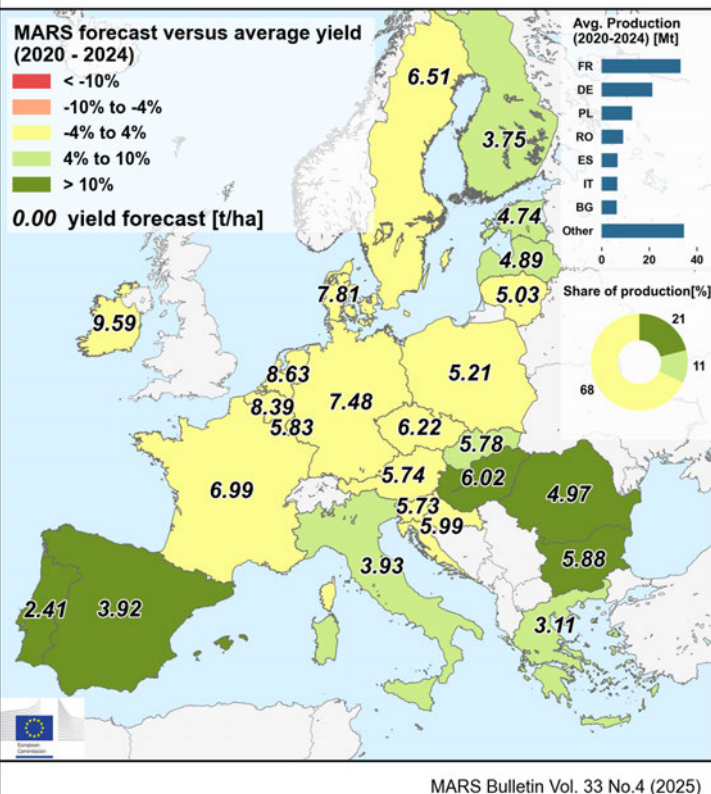 MARS forecast versus average yield
(2020 - 2024)
< -10%
-10% to -4%
-4% to 4%
4% to 10%
> 10%
0.00 yield forecast [t/ha]
Avg. Production
(2020-2024) [Mt]
FR
DE
PL
RO
ES
IT
BG
Other
0 20 40
Share of production[%]
21
11
68
6.51
3.75
4.74
4.89
5.03
7.81
9.59
8.63
8.39
5.83
7.48
5.21
6.22
5.78
6.02
4.97
5.74
5.73
5.99
6.99
3.93
5.88
3.11
2.41
3.92
European
Commission
MARS Bulletin Vol. 33 No.4 (2025)